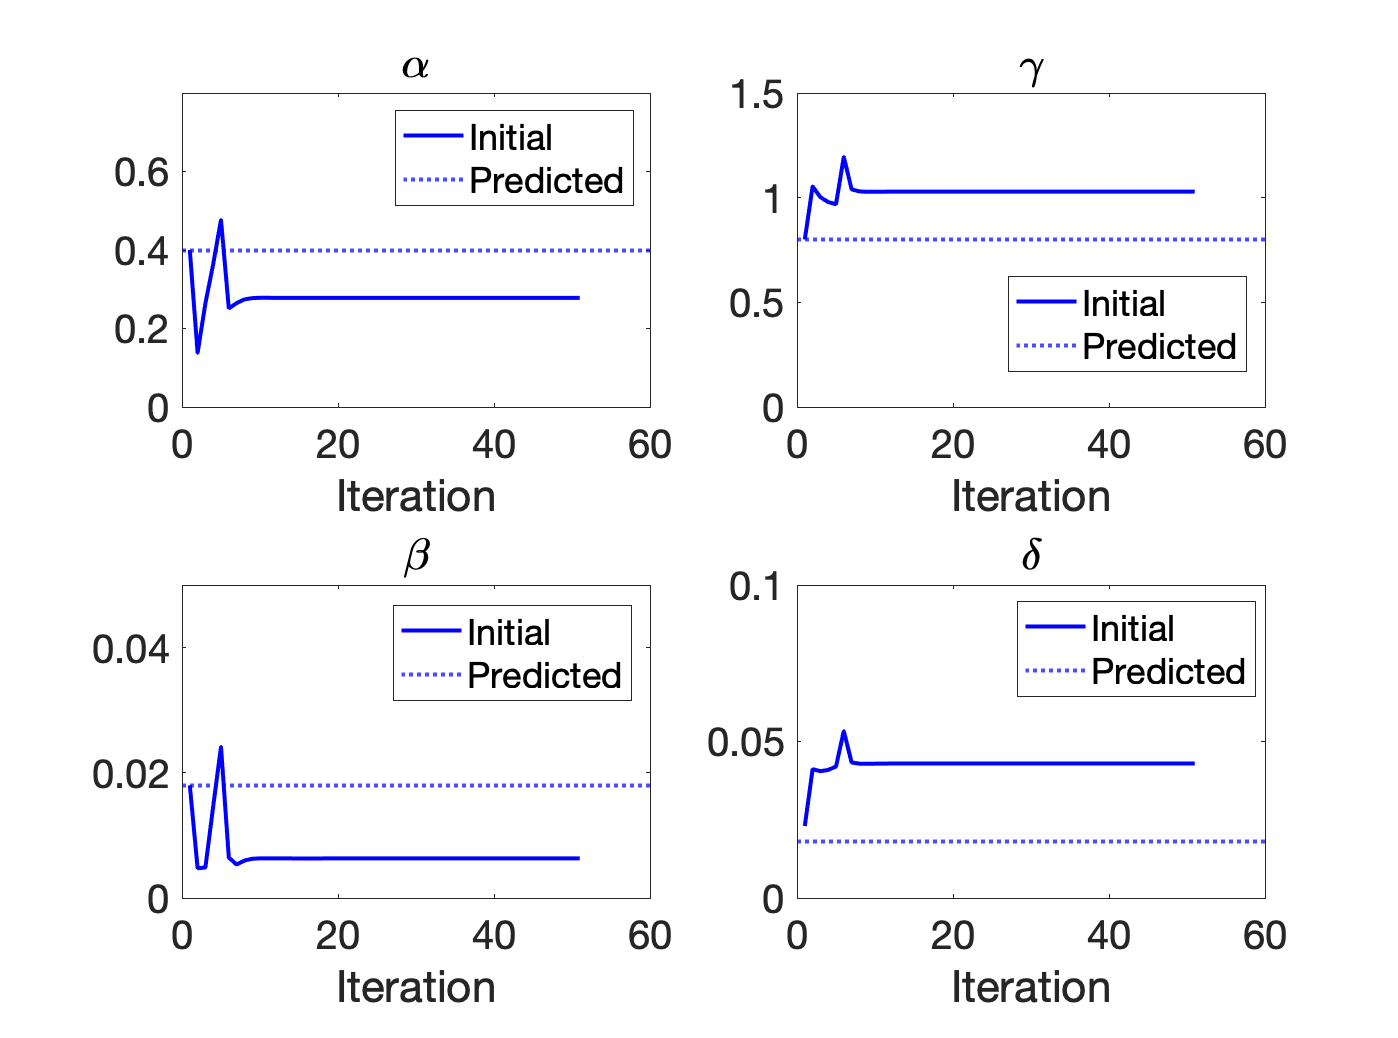 α
0.6
0.4
0.2
0
0 20 40 60
Iteration
Initial
Predicted
γ
1.5
1
0.5
0
0 20 40 60
Iteration
Initial
Predicted
β
0.04
0.02
0
0 20 40 60
Iteration
Initial
Predicted
δ
0.1
0.05
0
0 20 40 60
Iteration
Initial
Predicted